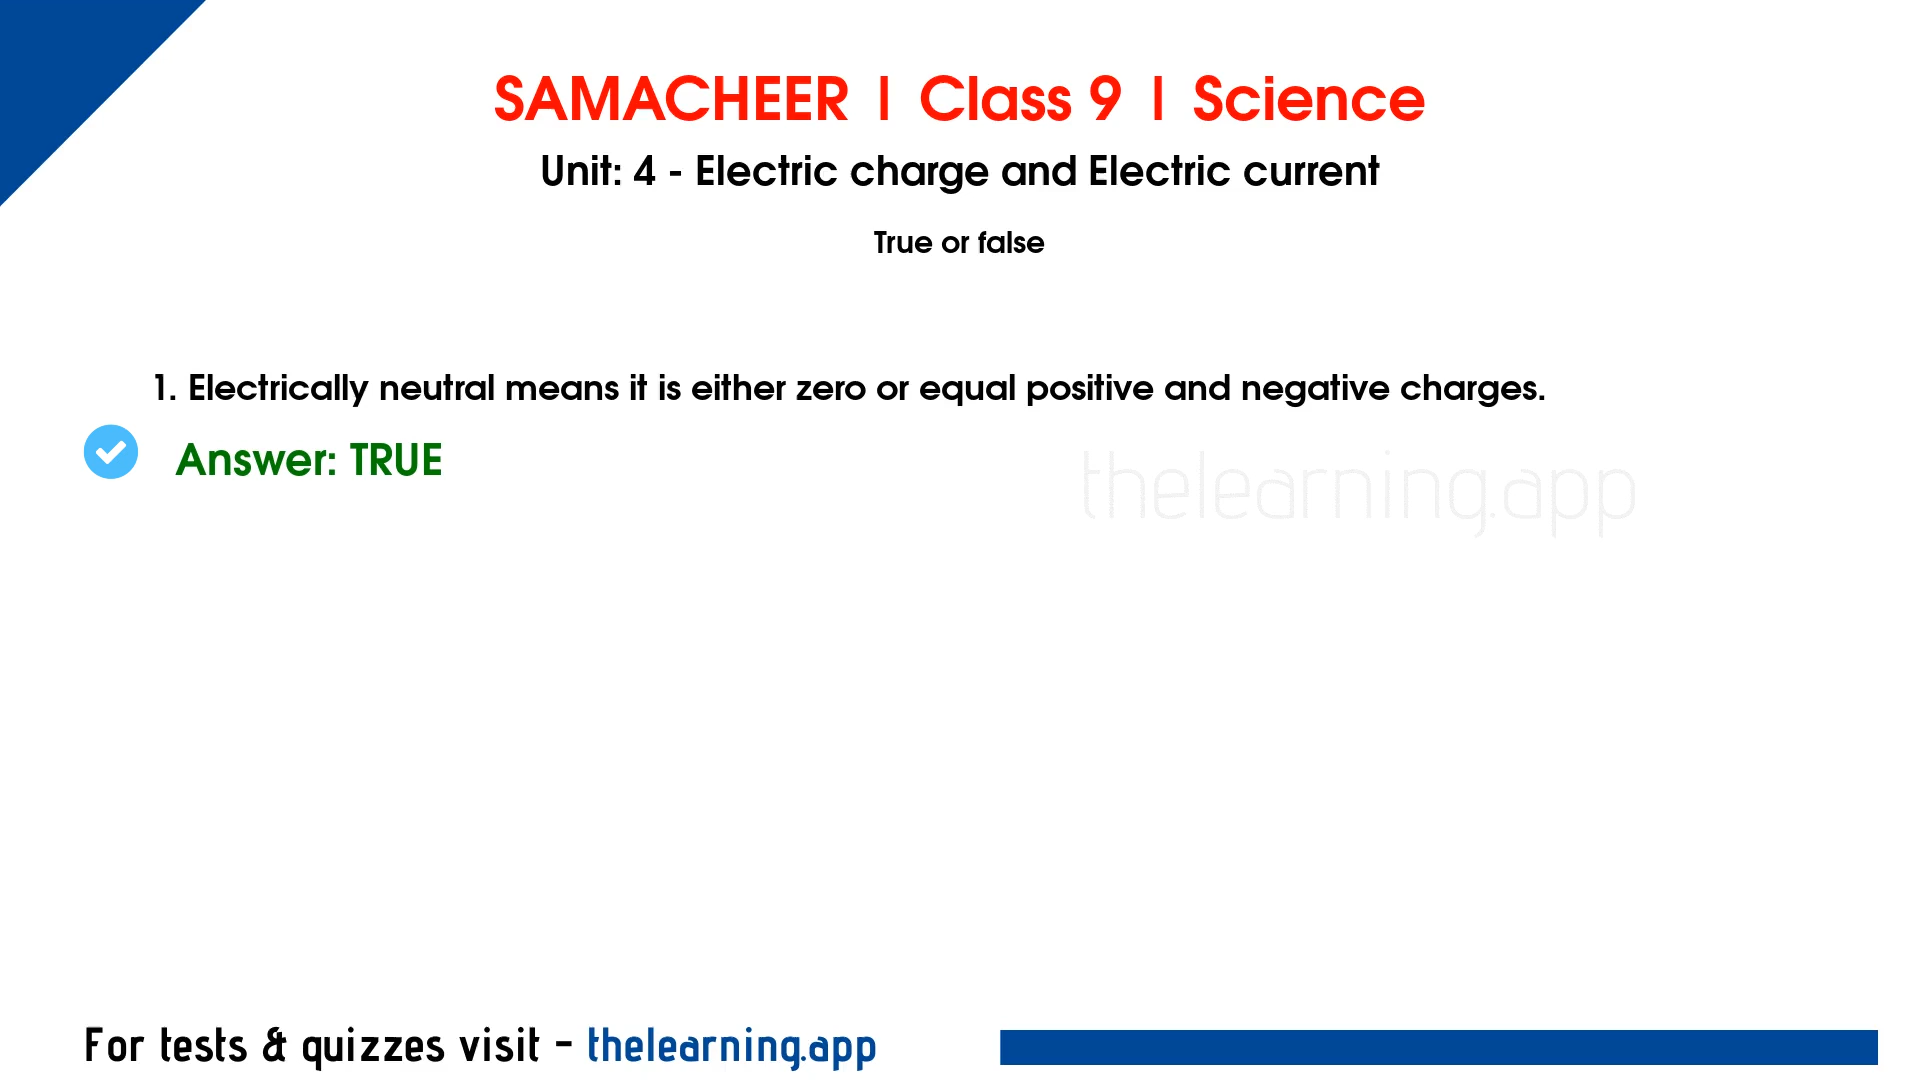 SAMACHEER | Class 9 | Science
Unit: 4 - Electric charge and Electric current
True or false
1. Electrically neutral means it is either zero or equal positive and negative charges.
Answer: TRUE
thelearning.app
For tests & quizzes visit - thelearning.app